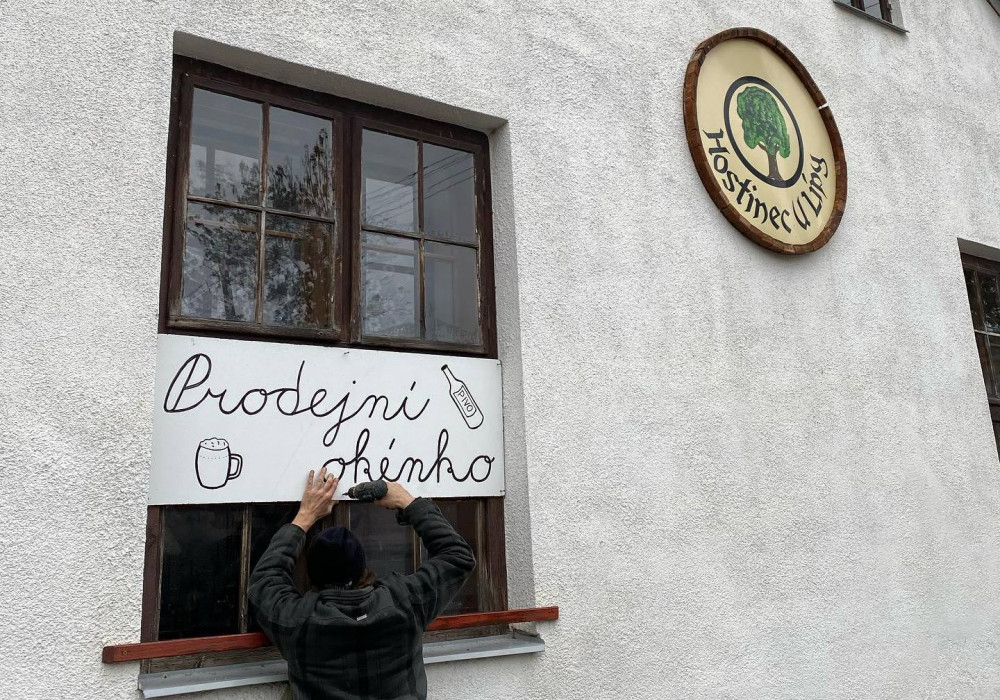 Hostinec U Lípy
Prodejní
PIVO
okénko